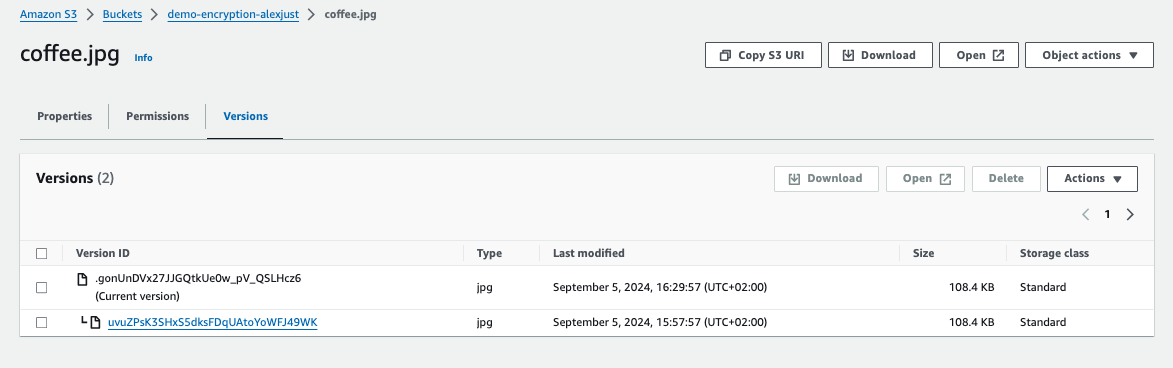 Amazon S3 > Buckets > demo-encryption-alexjust > coffee.jpg
coffee.jpg Info
Copy S3 URI Download Open Object actions
Properties Permissions Versions
Versions (2)
Download Open Delete Actions
1
Version ID Type Last modified Size Storage class
.gonUnDVx27JJGQtkUe0w_pV_QSLHcz6
(Current version)
jpg September 5, 2024, 16:29:57 (UTC+02:00) 108.4 KB Standard
uvuZPsK3SHxS5dksFDqUAtoYoWFJ49WK jpg September 5, 2024, 15:57:57 (UTC+02:00) 108.4 KB Standard